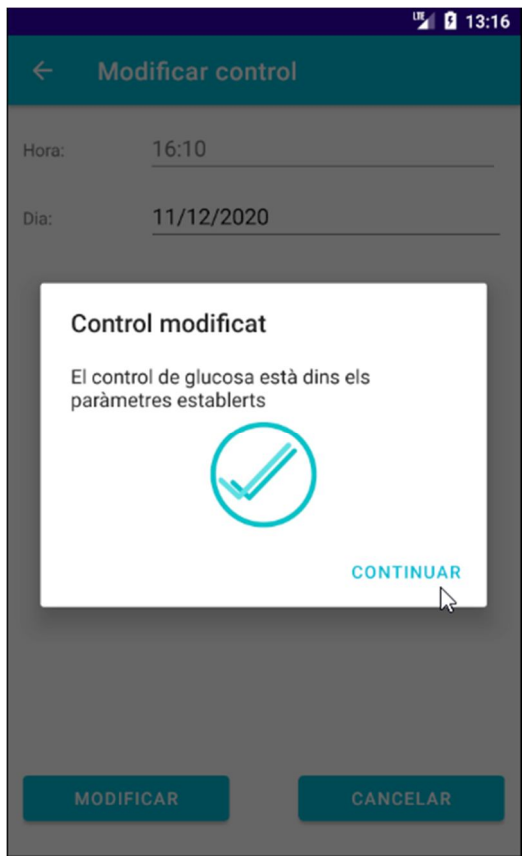 LTE 13:16
Modificar control
Hora: 16:10
Dia: 11/12/2020
Control modificat
El control de glucosa està dins els
paràmetres establerts
CONTINUAR
MODIFICAR CANCELAR